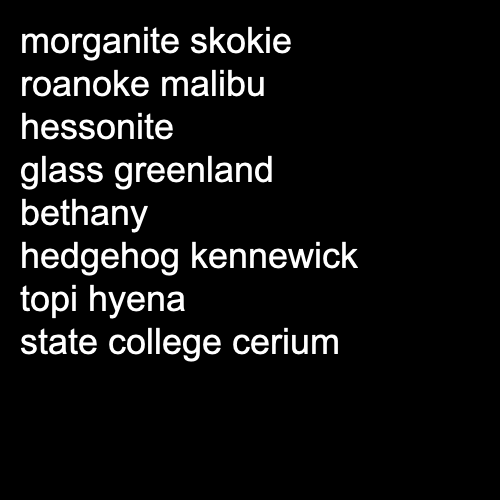 morganite skokie
roanoke malibu
hessonite
glass greenland
bethany
hedgehog kennewick
topi hyena
state college cerium